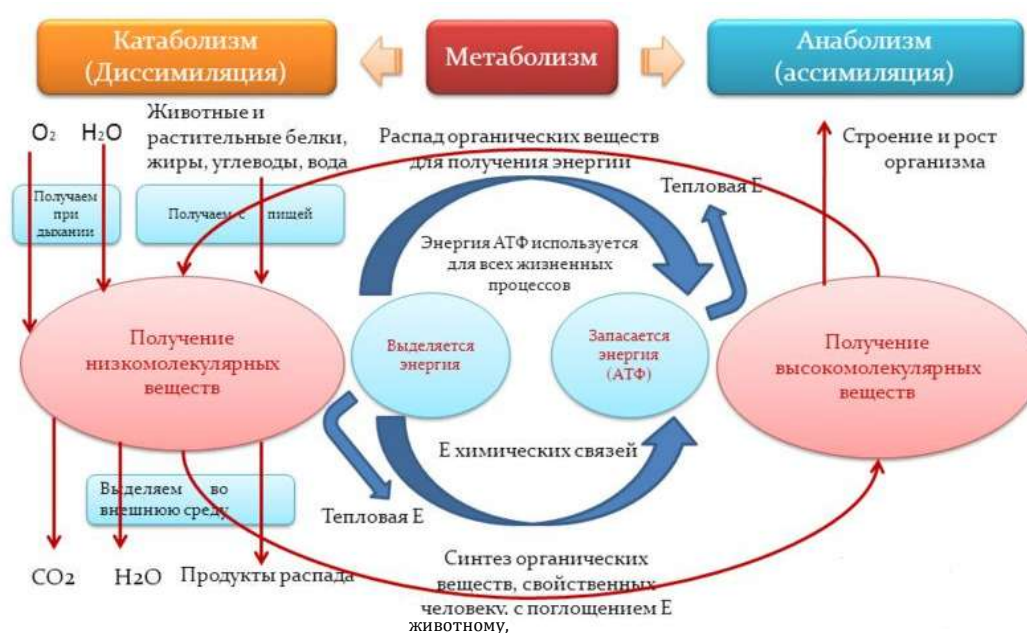 Катаболизм
(Диссимиляция)
Метаболизм
Анаболизм
(ассимиляция)
O₂ H₂O
Животные и
растительные белки,
жиры, углеводы, вода
Распад органических веществ
для получения энергии
Строение и рост
организма
Тепловая Е
Получаем
при
дыхании
Получаем с пищей
Энергия АТФ используется
для всех жизненных
процессов
Получение
низкомолекулярных
веществ
Выделяется
энергия
Запасается
энергия
(АТФ)
Получение
высокомолекулярных
веществ
Е химических связей
Выделяем во
внешнюю среду
Тепловая Е
CO2 H2O Продукты распада
Синтез органических
веществ, свойственных
человеку, с поглощением Е
животному,